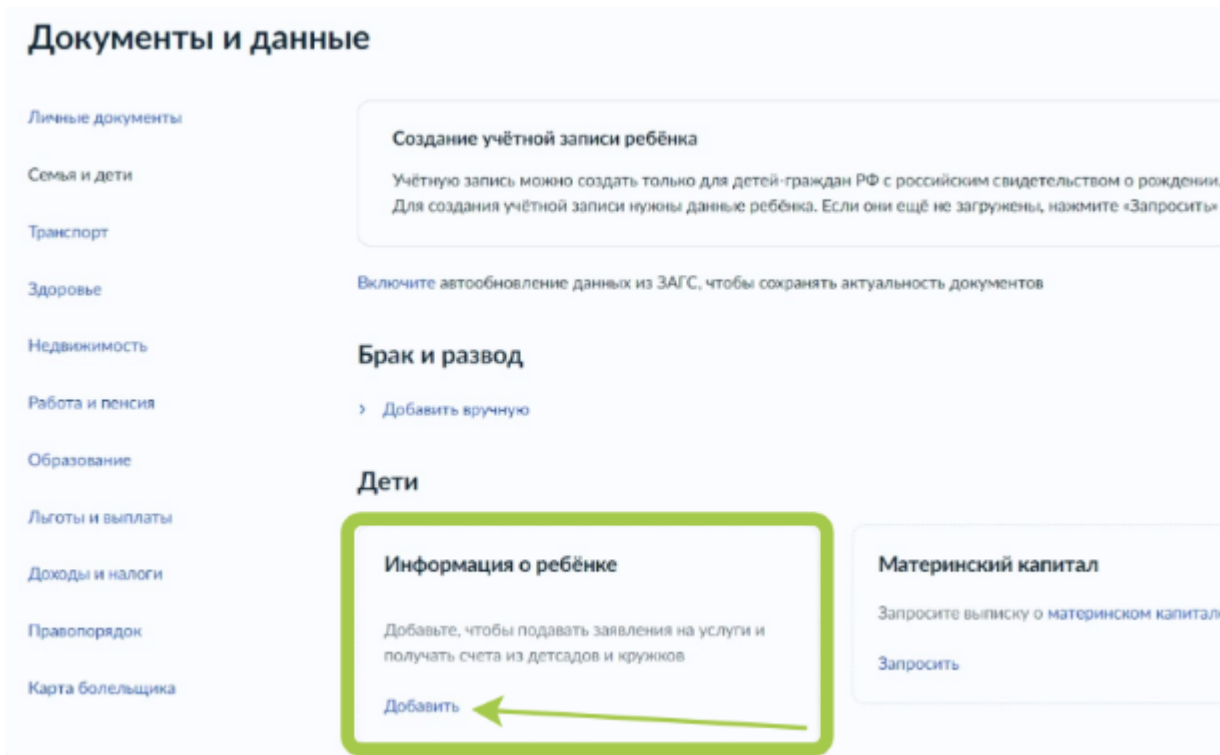 Документы и данные
Личные документы
Семья и дети
Транспорт
Здоровье
Недвижимость
Работа и пенсия
Образование
Льготы и выплаты
Доходы и налоги
Правопорядок
Карта болельщика
Создание учётной записи ребёнка
Учётную запись можно создать только для детей-граждан РФ с российским свидетельством о рождении.
Для создания учётной записи нужны данные ребёнка. Если они ещё не загружены, нажмите «Запросить»
Включите автообновление данных из ЗАГС, чтобы сохранять актуальность документов
Брак и развод
Добавить вручную
Дети
Информация о ребёнке
Добавьте, чтобы подавать заявления на услуги и
получать счета из детсадов и кружков
Добавить
Материнский капитал
Запросите выписку о материнском капитале
Запросить